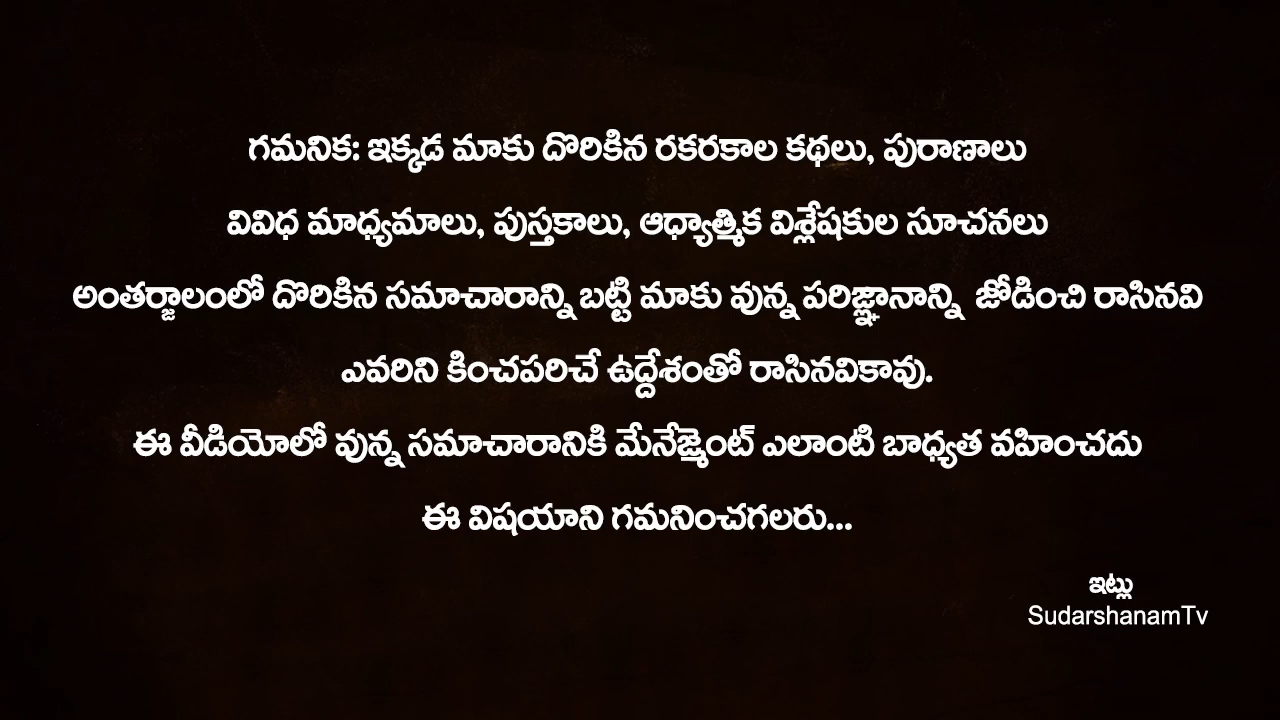 గమనిక: ఇక్కడ మాకు దొరికిన రకరకాల కథలు, పురాణాలు
వివిధ మాధ్యమాలు, పుస్తకాలు, ఆధ్యాత్మిక విశ్లేషకుల సూచనలు
అంతర్జాలంలో దొరికిన సమాచారాన్ని బట్టి మాకు వున్న పరిజ్ఞానాన్ని జోడించి రాసినవి
ఎవరిని కించపరిచే ఉద్దేశంతో రాసినవికావు.
ఈ వీడియోలో వున్న సమాచారానికి మేనేజ్మెంట్ ఎలాంటి బాధ్యత వహించదు
ఈ విషయాని గమనించగలరు...
ఇట్లు
SudarshanamTv